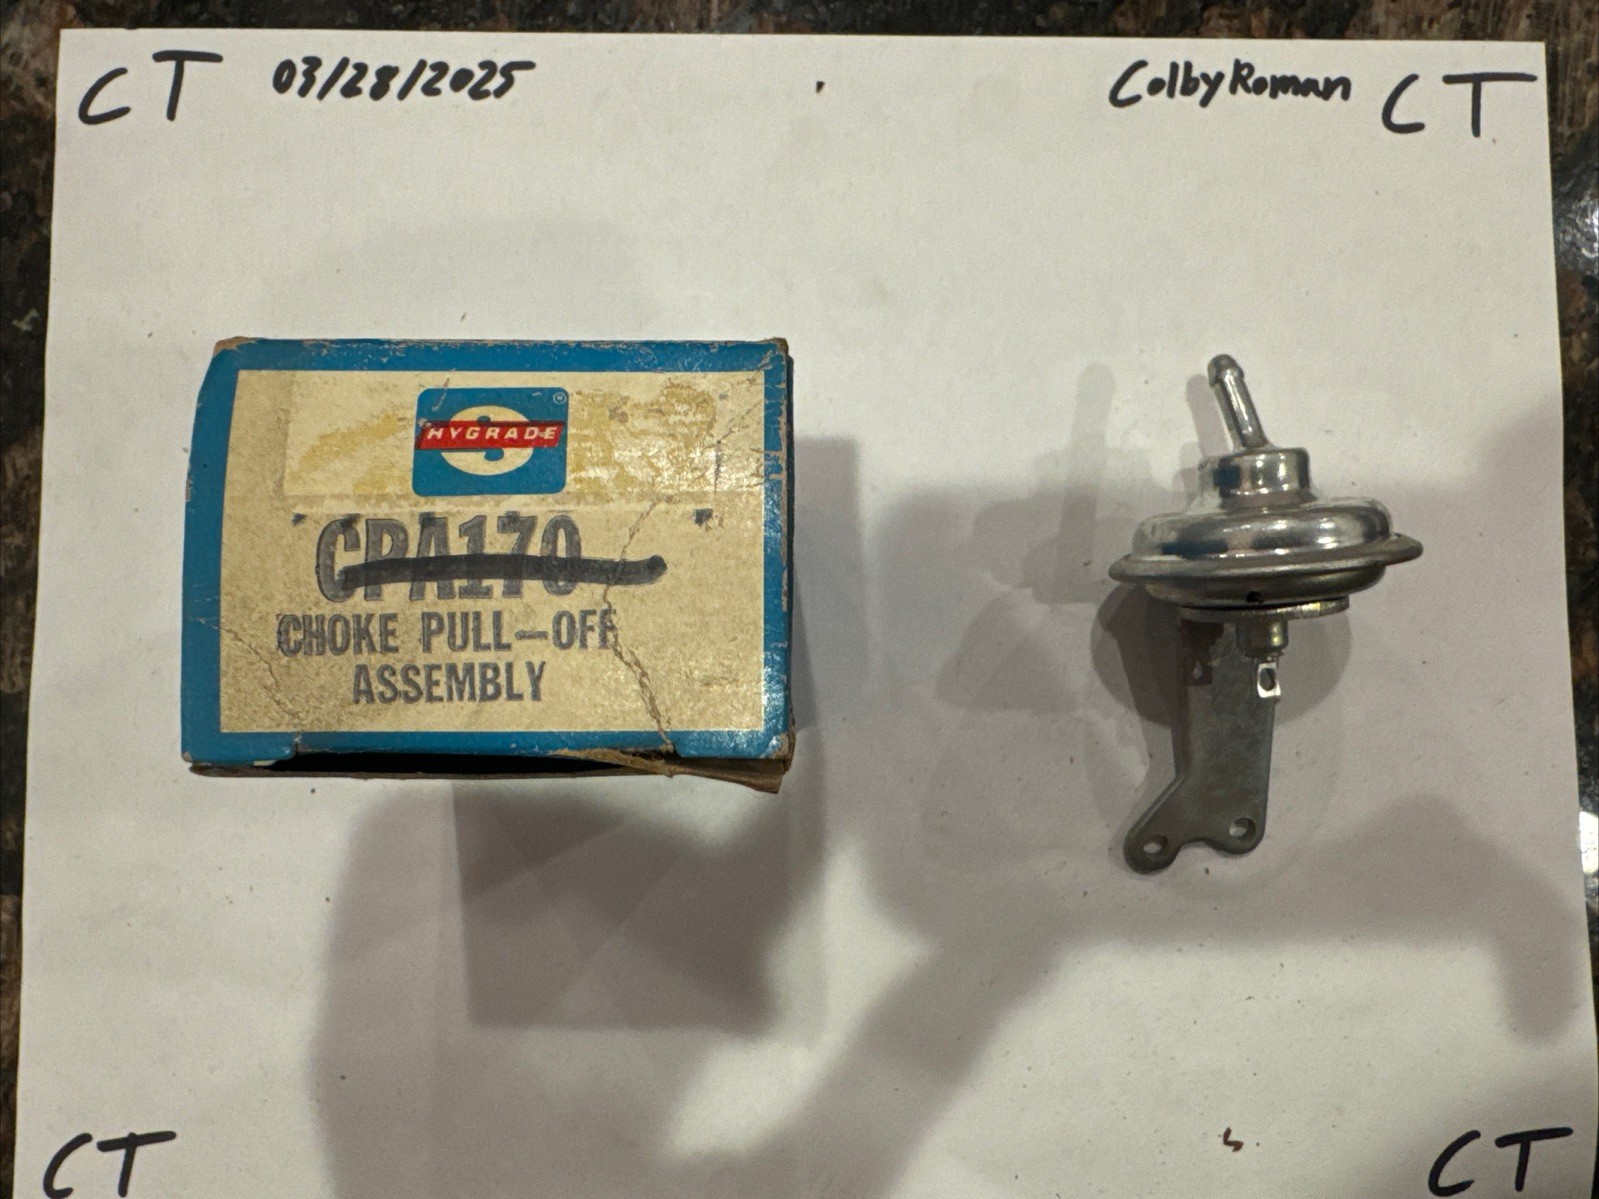 CT 03/28/2025 ColbyRoman CT
HYGRADE
CPA170
CHOKE PULL-OFF
ASSEMBLY
CT CT